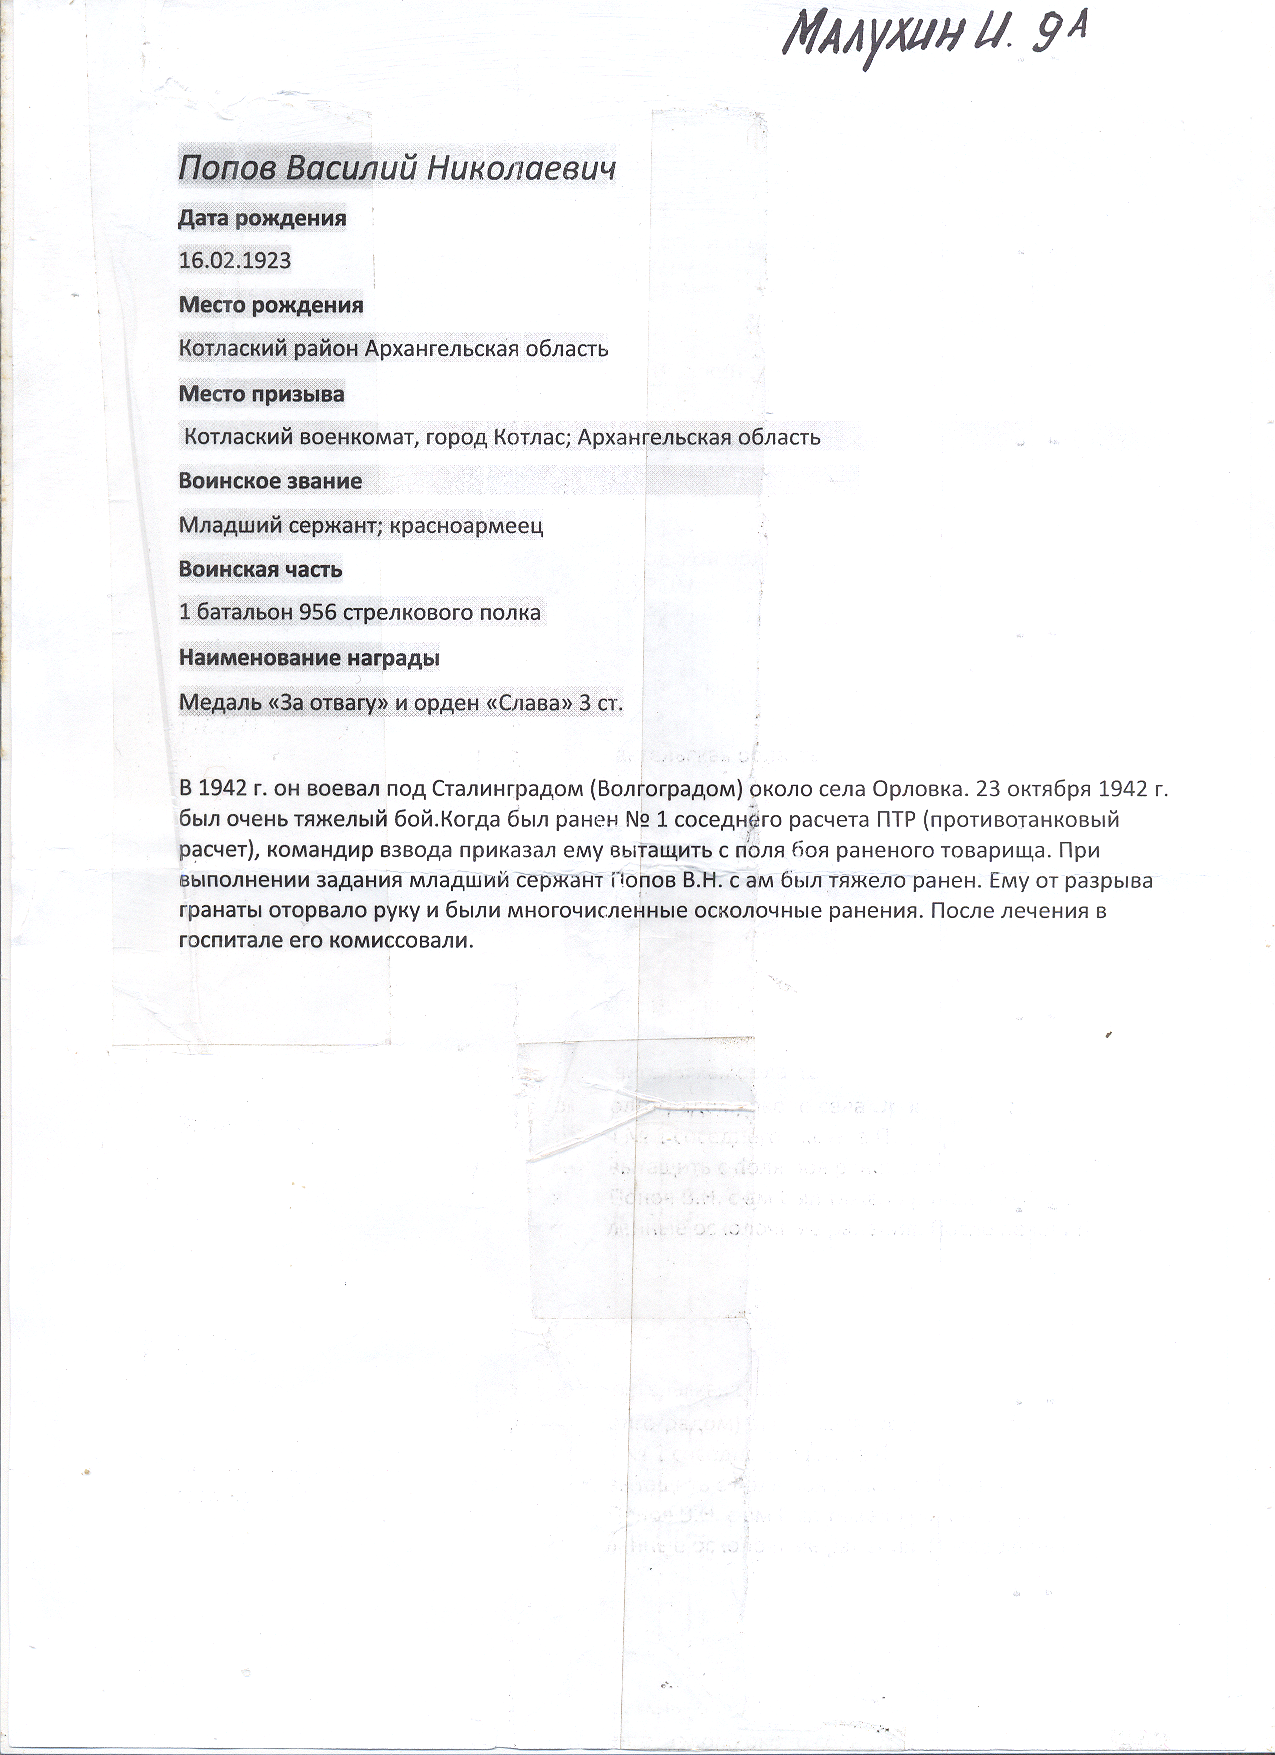 Малухин И. 9А
Попов Василий Николаевич
Дата рождения
16.02.1923
Место рождения
Котлаский район Архангельская область
Место призыва
Котлаский военкомат, город Котлас; Архангельская область
Воинское звание
Младший сержант; красноармеец
Воинская часть
1 батальон 956 стрелкового полка
Наименование награды
Медаль «За отвагу» и орден «Слава» 3 ст.
В 1942 г. он воевал под Сталинградом (Волгоградом) около села Орловка. 23 октября 1942 г.
был очень тяжелый бой.Когда был ранен № 1 соседнего расчета ПТР (противотанковый
расчет), командир взвода приказал ему вытащить с поля боя раненого товарища. При
выполнении задания младший сержант Попов В.Н. с ам был тяжело ранен. Ему от разрыва
гранаты оторвало руку и были многочисленные осколочные ранения. После лечения в
госпитале его комиссовали.